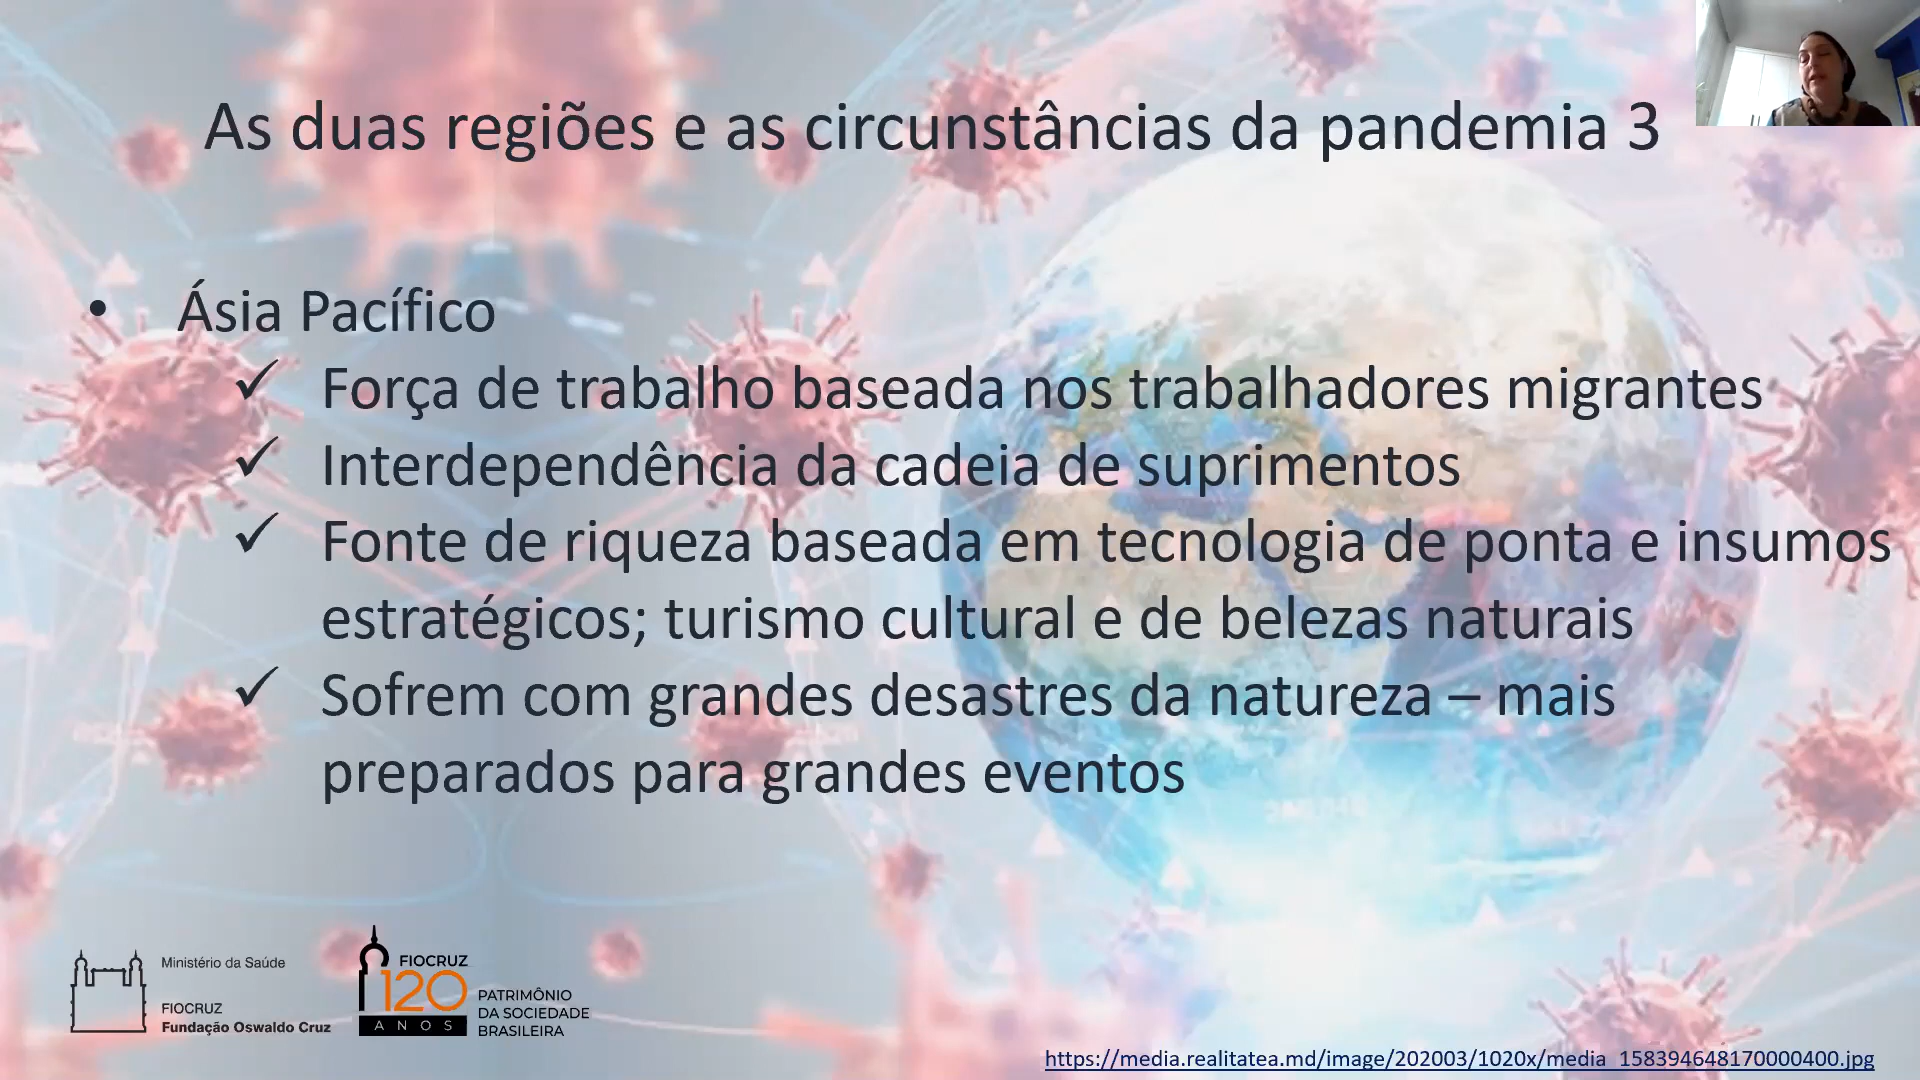 As duas regiões e as circunstâncias da pandemia 3
• Ásia Pacífico
✓ Força de trabalho baseada nos trabalhadores migrantes
✓ Interdependência da cadeia de suprimentos
✓ Fonte de riqueza baseada em tecnologia de ponta e insumos
estratégicos; turismo cultural e de belezas naturais
✓ Sofrem com grandes desastres da natureza – mais
preparados para grandes eventos
Ministério da Saúde
FIOCRUZ
Fundação Oswaldo Cruz
FIOCRUZ
120
ANOS
PATRIMÔNIO
DA SOCIEDADE
BRASILEIRA
https://media.realitatea.md/image/202003/1020x/media_158394648170000400.jpg